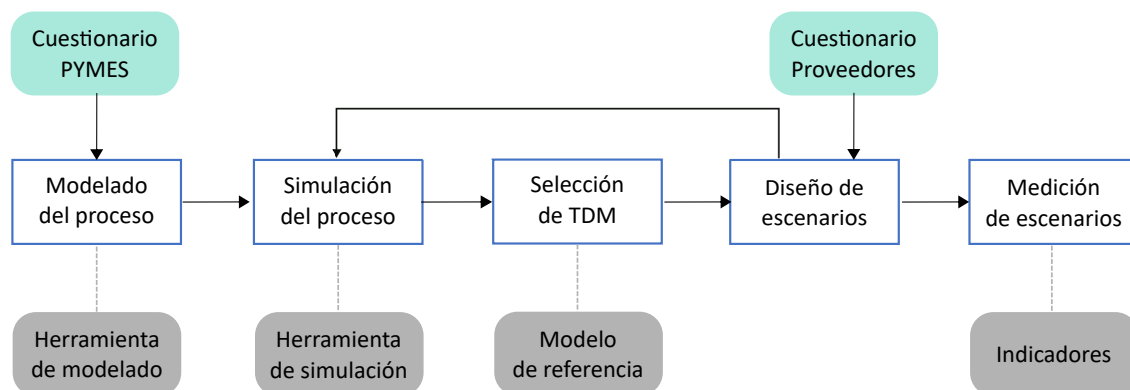 Cuestionario
PYMES
Cuestionario
Proveedores
Modelado
del proceso
Simulación
del proceso
Selección
de TDM
Diseño de
escenarios
Medición
de escenarios
Herramienta
de modelado
Herramienta
de simulación
Modelo
de referencia
Indicadores